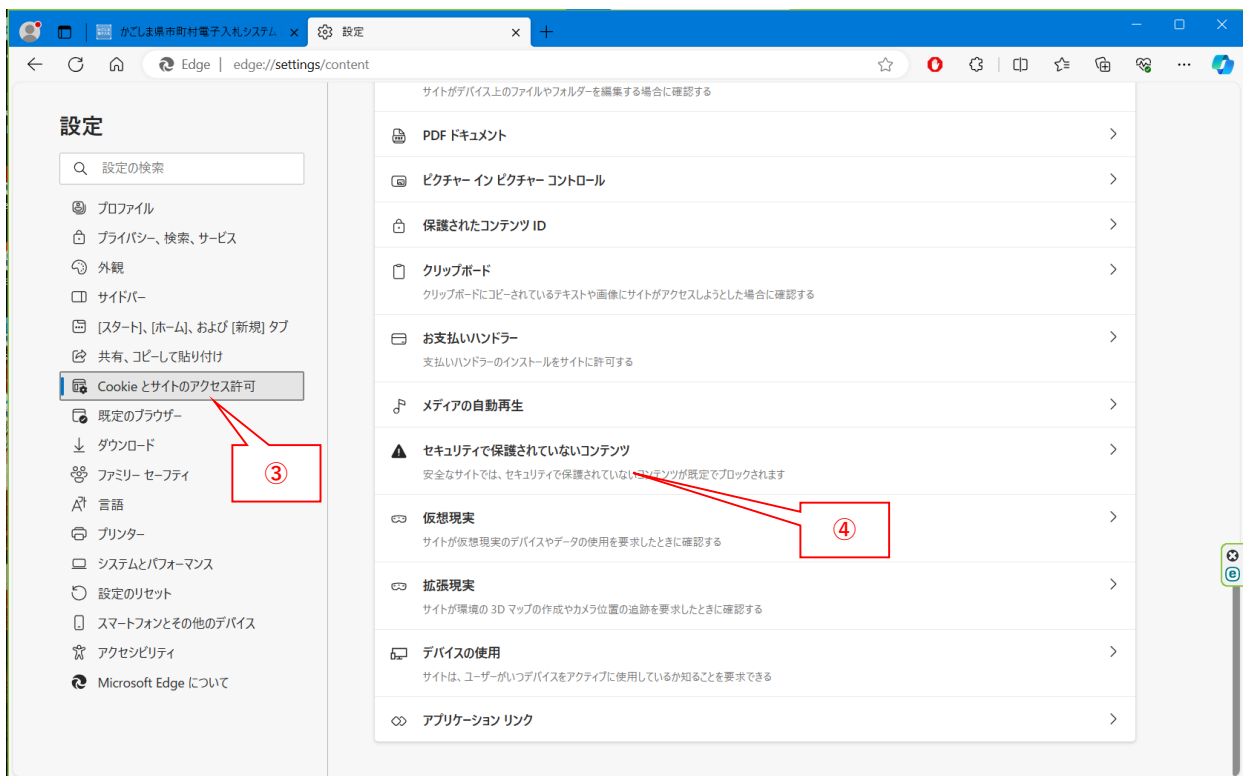 かごしま県市町村電子入札システム
設定
Edge | edge://settings/content
サイトがデバイス上のファイルやフォルダーを編集する場合に確認する
設定
設定の検索
プロファイル
プライバシー、検索、サービス
外観
サイドバー
[スタート]、[ホーム]、および [新規] タブ
共有、コピーして貼り付け
Cookie とサイトのアクセス許可
既定のブラウザー
ダウンロード
ファミリー セーフティ
言語
プリンター
システムとパフォーマンス
設定のリセット
スマートフォンとその他のデバイス
アクセシビリティ
Microsoft Edge について
③
PDF ドキュメント
ピクチャー イン ピクチャー コントロール
保護されたコンテンツ ID
クリップボード
クリップボードにコピーされているテキストや画像にサイトがアクセスしようとした場合に確認する
お支払いハンドラー
支払いハンドラーのインストールをサイトに許可する
メディアの自動再生
セキュリティで保護されていないコンテンツ
安全なサイトでは、セキュリティで保護されていないコンテンツが既定でブロックされます
仮想現実
サイトが仮想現実のデバイスやデータの使用を要求したときに確認する
④
拡張現実
サイトが環境の 3D マップの作成やカメラ位置の追跡を要求したときに確認する
デバイスの使用
サイトは、ユーザーがいつデバイスをアクティブに使用しているか知ることを要求できる
アプリケーション リンク